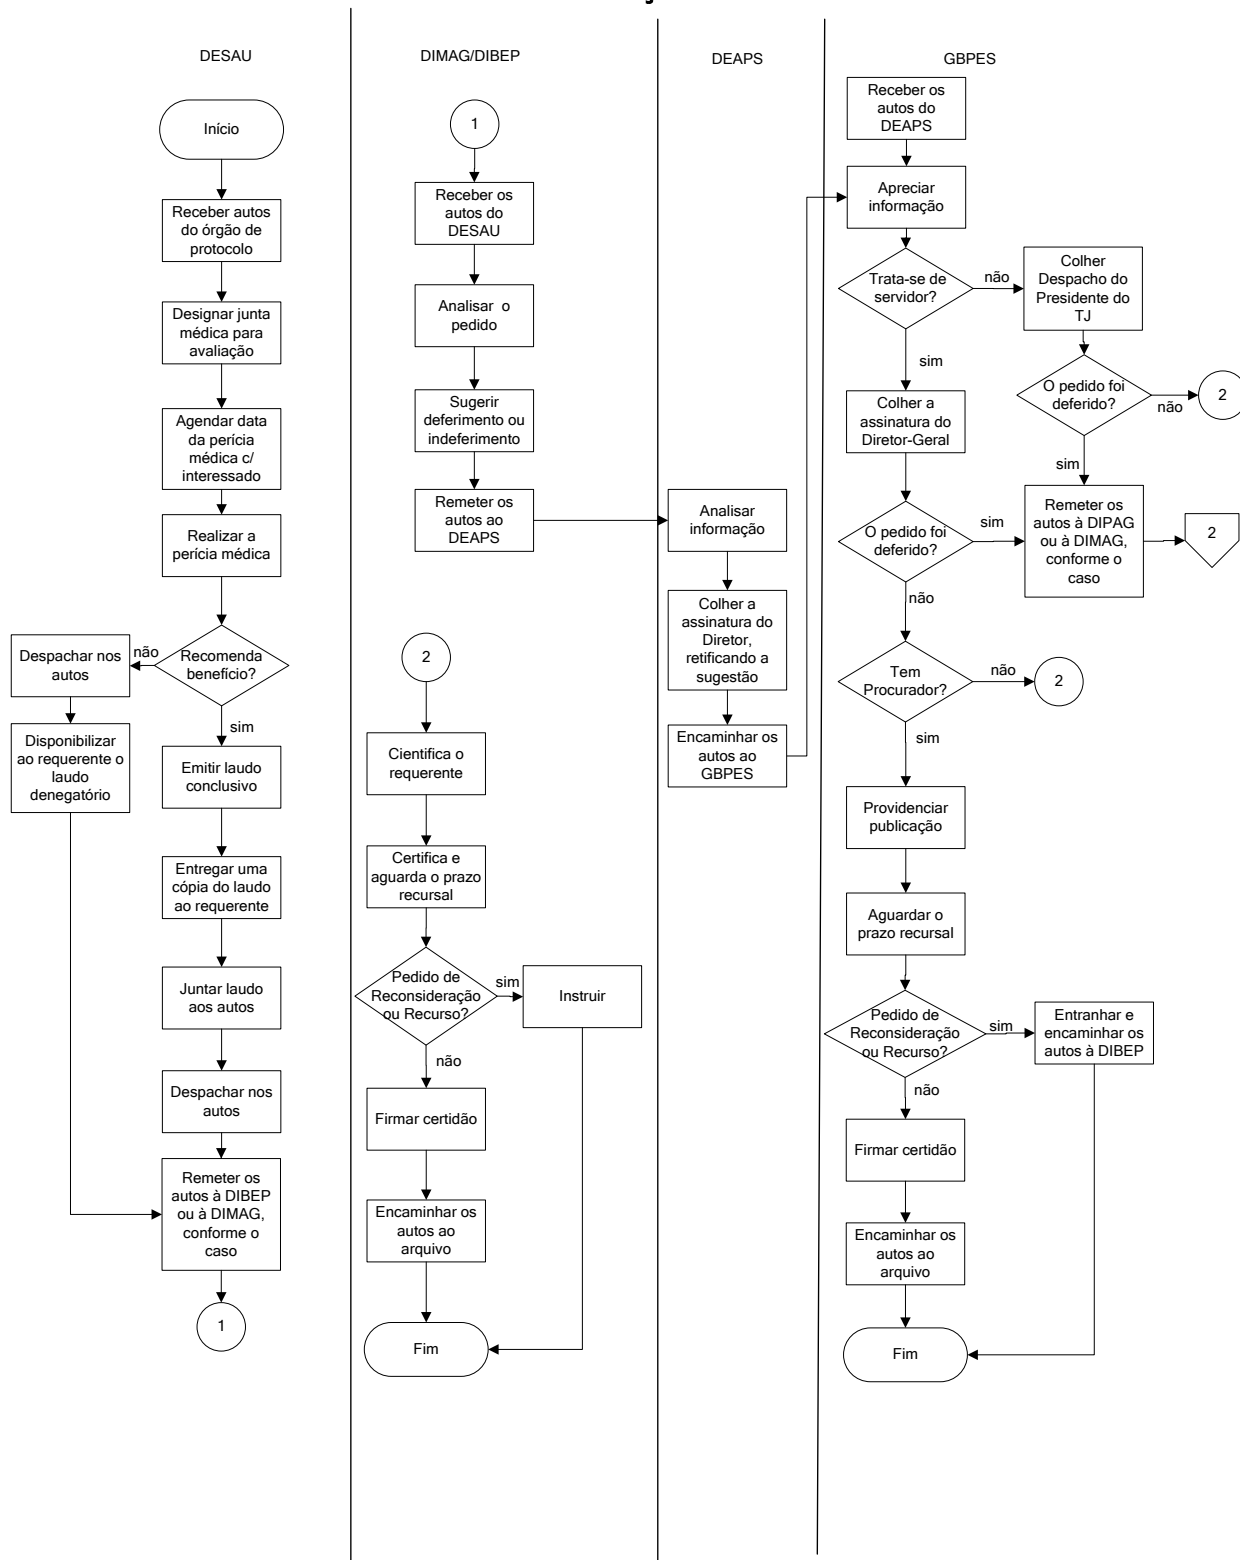 DESAU
Início
Receber autos
do órgão de
protocolo
Designar junta
médica para
avaliação
Agendar data
da perícia
médica c/
interessado
Realizar a
perícia médica
Recomenda
benefício?
não
Despachar nos
autos
Disponibilizar
ao requerente o
laudo
denegatório
sim
Emitir laudo
conclusivo
Entregar uma
cópia do laudo
ao requerente
Juntar laudo
aos autos
Despachar nos
autos
Remeter os
autos à DIBEP
ou à DIMAG,
conforme o
caso
1
DIMAG/DIBEP
1
Receber os
autos do
DESAU
Analisar o
pedido
Sugerir
deferimento ou
indeferimento
Remeter os
autos ao
DEAPS
2
Cientifica o
requerente
Certifica e
aguarda o prazo
recursal
Pedido de
Reconsideração
ou Recurso?
sim
Instruir
não
Firmar certidão
Encaminhar os
autos ao
arquivo
Fim
DEAPS
Analisar
informação
Colher a
assinatura do
Diretor,
retificando a
sugestão
Encaminhar os
autos ao
GBPES
GBPES
Receber os
autos do
DEAPS
Apreciar
informação
Trata-se de
servidor?
não
Colher
Despacho do
Presidente do
TJ
O pedido foi
deferido?
não
2
sim
sim
Colher a
assinatura do
Diretor-Geral
O pedido foi
deferido?
sim
Remeter os
autos à DIPAG
ou à DIMAG,
conforme o
caso
2
não
Tem
Procurador?
não
2
sim
Providenciar
publicação
Aguardar o
prazo recursal
Pedido de
Reconsideração
ou Recurso?
sim
Entranhar e
encaminhar os
autos à DIBEP
não
Firmar certidão
Encaminhar os
autos ao
arquivo
Fim